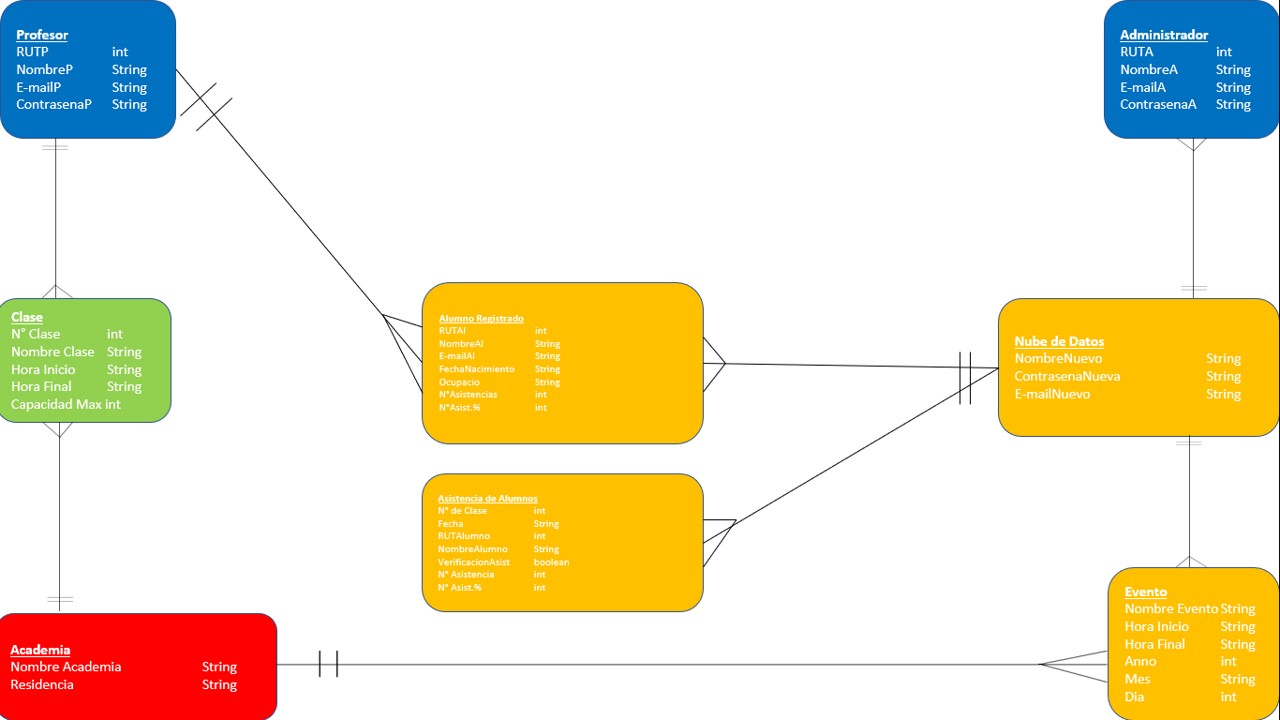 Profesor
RUTP int
NombreP String
E-mailP String
ContrasenaP String
Administrador
RUTA int
NombreA String
E-mailA String
ContrasenaA String
Clase
N° Clase int
Nombre Clase String
Hora Inicio String
Hora Final String
Capacidad Max int
Alumno Registrado
RUTAl int
NombreAl String
E-mailAl String
FechaNacimiento String
Ocupacio String
N°Asistencias int
N°Asist.% int
Nube de Datos
NombreNuevo String
ContrasenaNueva String
E-mailNuevo String
Asistencia de Alumnos
N° de Clase int
Fecha String
RUTAlumno int
NombreAlumno String
VerificacionAsist boolean
N° Asistencia int
N° Asist.% int
Academia
Nombre Academia String
Residencia String
Evento
Nombre Evento String
Hora Inicio String
Hora Final String
Anno int
Mes String
Dia int